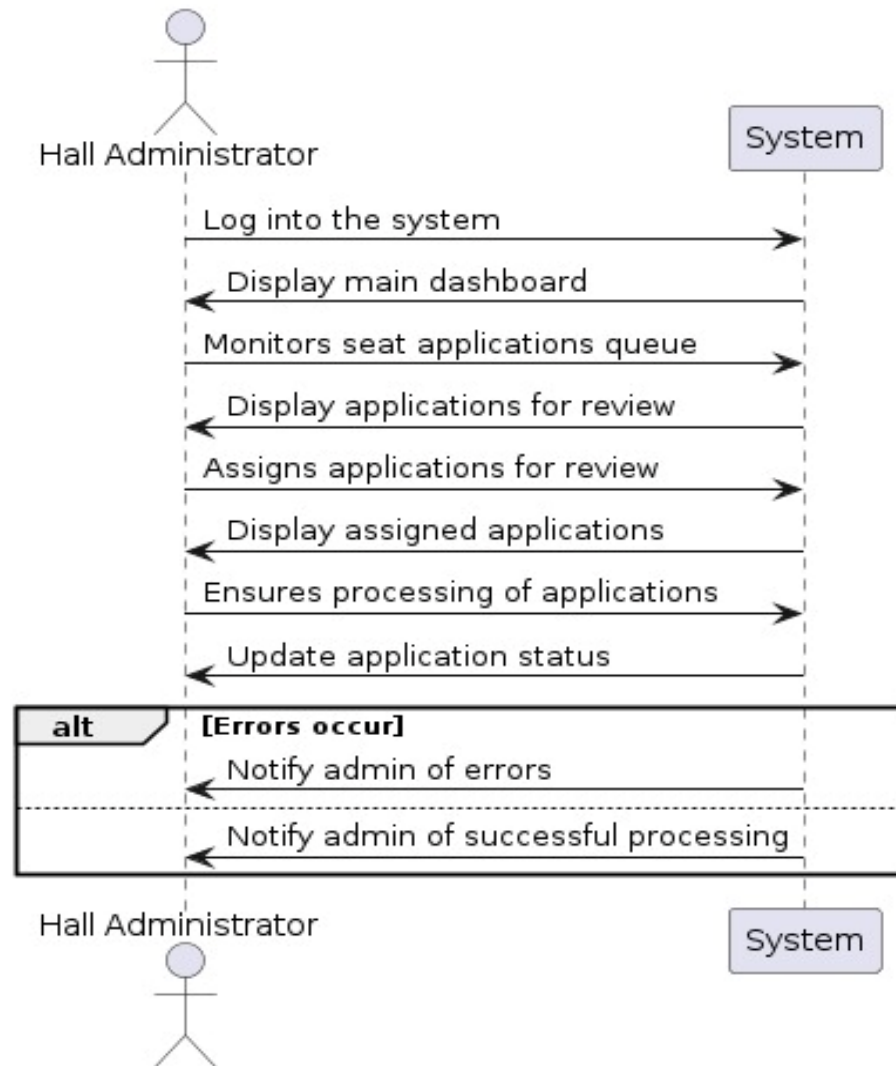 Hall Administrator
System
Log into the system
Display main dashboard
Monitors seat applications queue
Display applications for review
Assigns applications for review
Display assigned applications
Ensures processing of applications
Update application status
alt [Errors occur]
Notify admin of errors
Notify admin of successful processing
Hall Administrator
System